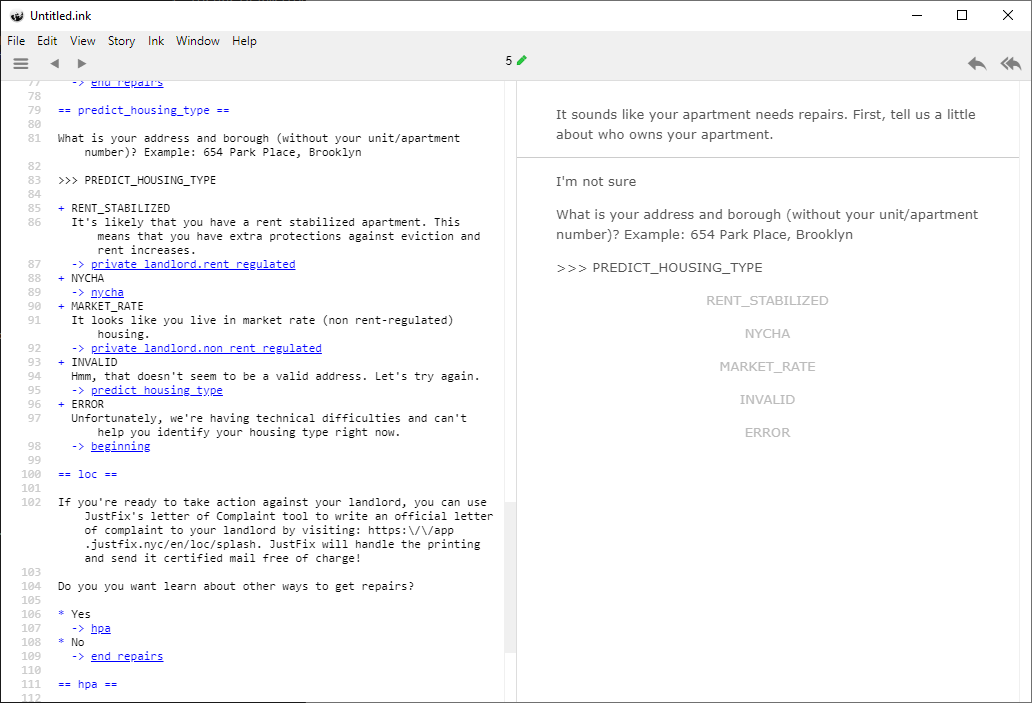 Untitled.ink
File Edit View Story Ink Window Help
5
77 -> end repairs
78
79 == predict_housing_type ==
80
81 What is your address and borough (without your unit/apartment
number)? Example: 654 Park Place, Brooklyn
82
83 >>> PREDICT_HOUSING_TYPE
84
85 + RENT_STABILIZED
86 It's likely that you have a rent stabilized apartment. This
means that you have extra protections against eviction and
rent increases.
87 -> private_landlord.rent_regulated
88 + NYCHA
89 -> nycha
90 + MARKET_RATE
91 It looks like you live in market rate (non rent-regulated)
housing.
92 -> private_landlord.non_rent_regulated
93 + INVALID
94 Hmm, that doesn't seem to be a valid address. Let's try again.
95 -> predict_housing_type
96 + ERROR
97 Unfortunately, we're having technical difficulties and can't
help you identify your housing type right now.
98 -> beginning
99
100 == loc ==
101
102 If you're ready to take action against your landlord, you can use
JustFix's letter of Complaint tool to write an official letter
of complaint to your landlord by visiting: https:\/\/app
.justfix.nyc/en/loc/splash. JustFix will handle the printing
and send it certified mail free of charge!
103
104 Do you you want learn about other ways to get repairs?
105
106 * Yes
107 -> hpa
108 * No
109 -> end_repairs
110
111 == hpa ==
112
It sounds like your apartment needs repairs. First, tell us a little
about who owns your apartment.
I'm not sure
What is your address and borough (without your unit/apartment
number)? Example: 654 Park Place, Brooklyn
>>> PREDICT_HOUSING_TYPE
RENT_STABILIZED
NYCHA
MARKET_RATE
INVALID
ERROR